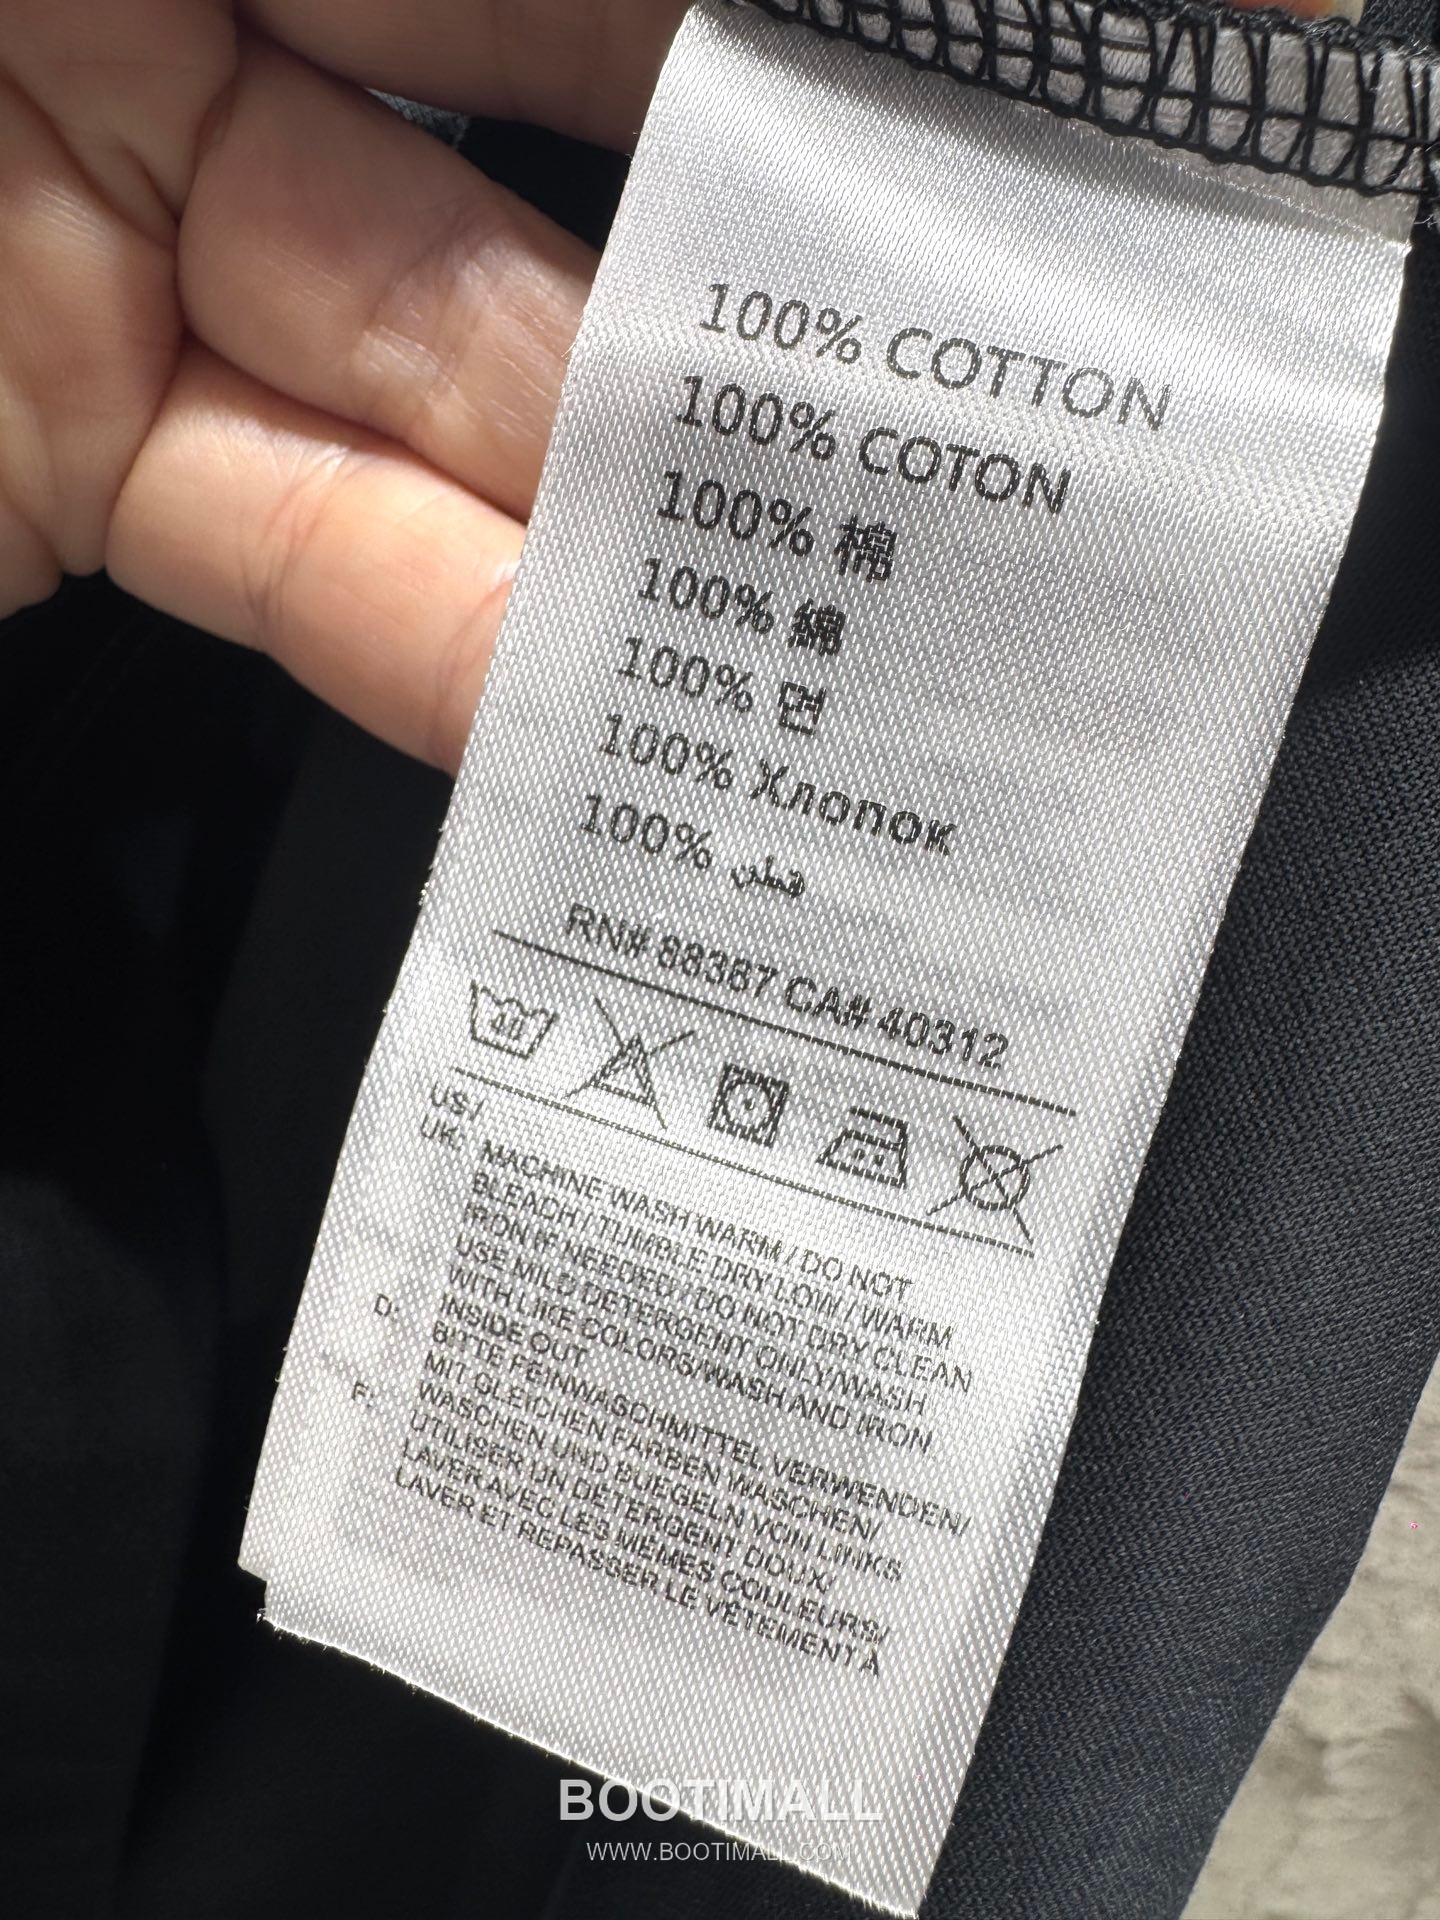 100% COTTON
100% COTON
100% 棉
100% 綿
100% 면
100% Хлопок
100% قطن
RN# 88387 CA# 40312
40
US/
UK: MACHINE WASH WARM / DO NOT
BLEACH / TUMBLE DRY LOW / WARM
IRON IF NEEDED / DO NOT DRY CLEAN
USE MILD DETERGENT ONLY/WASH
WITH LIKE COLORS/WASH AND IRON
INSIDE OUT
D: BITTE FEINWASCHMITTEL VERWENDEN/
MIT GLEICHEN FARBEN WASCHEN/
WASCHEN UND BUEGELN VON LINKS
F: UTILISER UN DÉTERGENT DOUX/
LAVER AVEC LES MÊMES COULEURS/
LAVER ET REPASSER LE VÊTEMENT À
BOOTIMALL
WWW.BOOTIMALL.COM